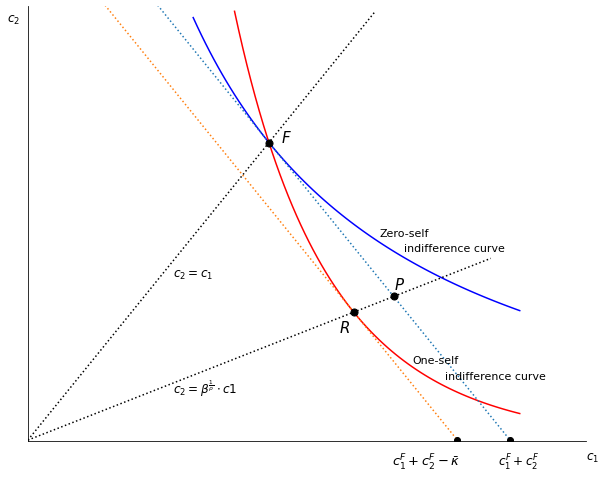 c₂
F
Zero-self
indifference curve
c₂ = c₁
P
R
One-self
indifference curve
c₂ = β^{1/ρ} · c1
c₁^F + c₂^F − κ̄
c₁^F + c₂^F
c₁